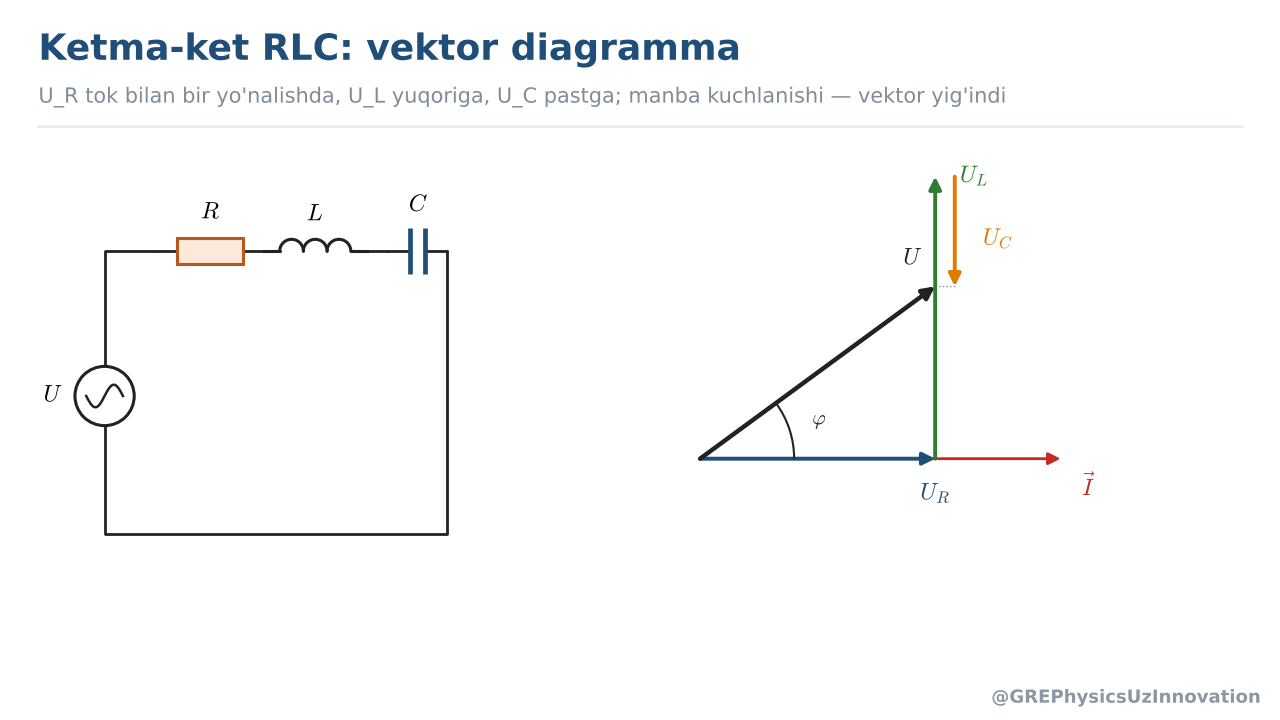 Ketma-ket RLC: vektor diagramma
U_R tok bilan bir yo'nalishda, U_L yuqoriga, U_C pastga; manba kuchlanishi — vektor yig'indi
R
L
C
U
U_L
U_C
U
φ
U_R
I⃗
@GREPhysicsUzInnovation